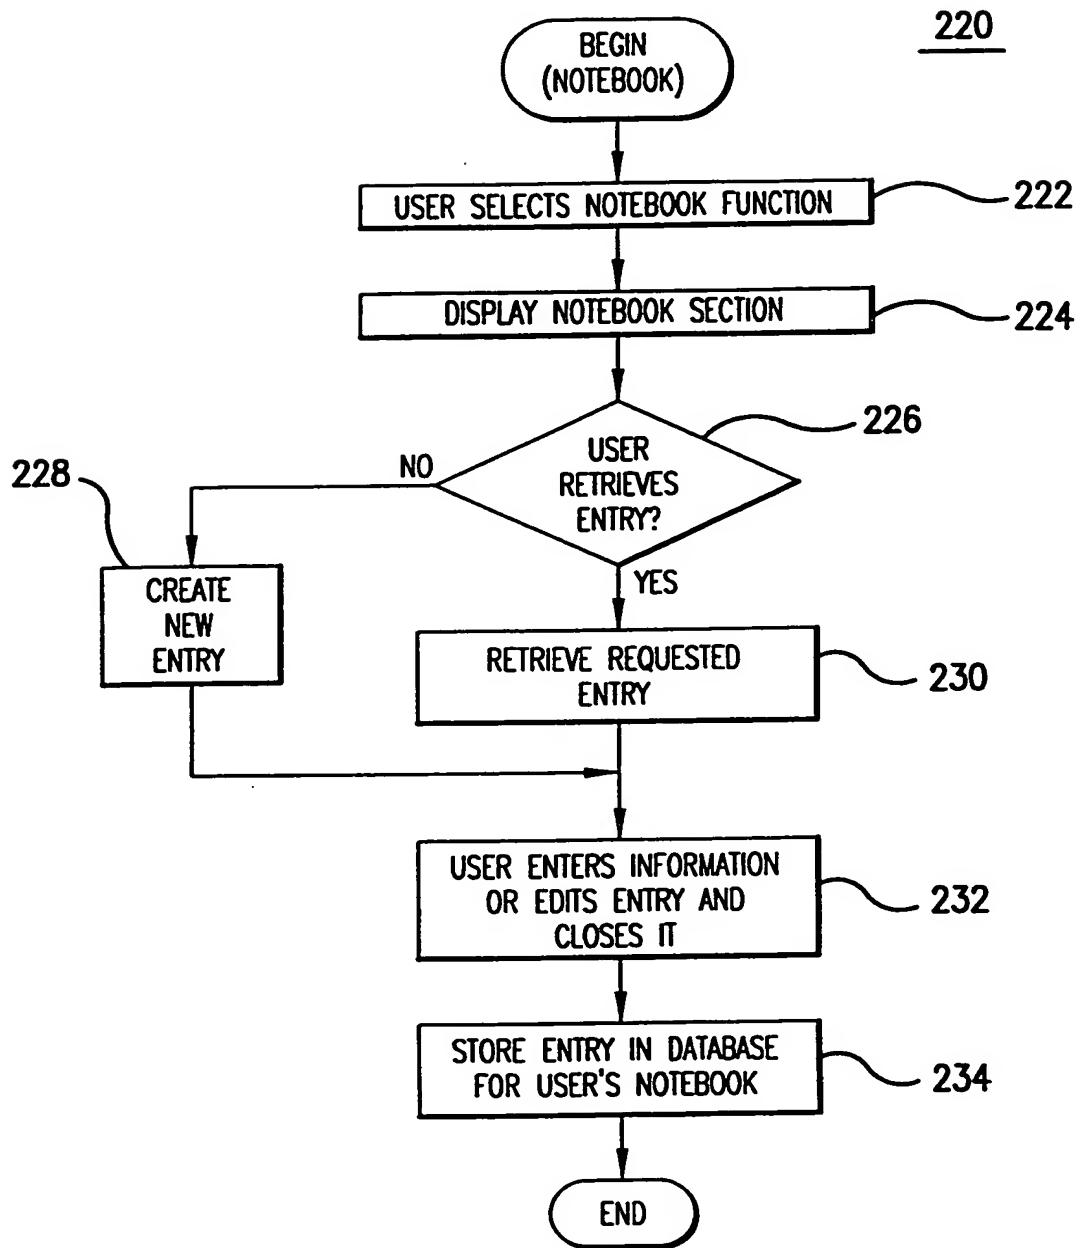 220
BEGIN
(NOTEBOOK)
USER SELECTS NOTEBOOK FUNCTION
222
DISPLAY NOTEBOOK SECTION
224
226
USER
RETRIEVES
ENTRY?
NO
228
CREATE
NEW
ENTRY
YES
RETRIEVE REQUESTED
ENTRY
230
USER ENTERS INFORMATION
OR EDITS ENTRY AND
CLOSES IT
232
STORE ENTRY IN DATABASE
FOR USER'S NOTEBOOK
234
END